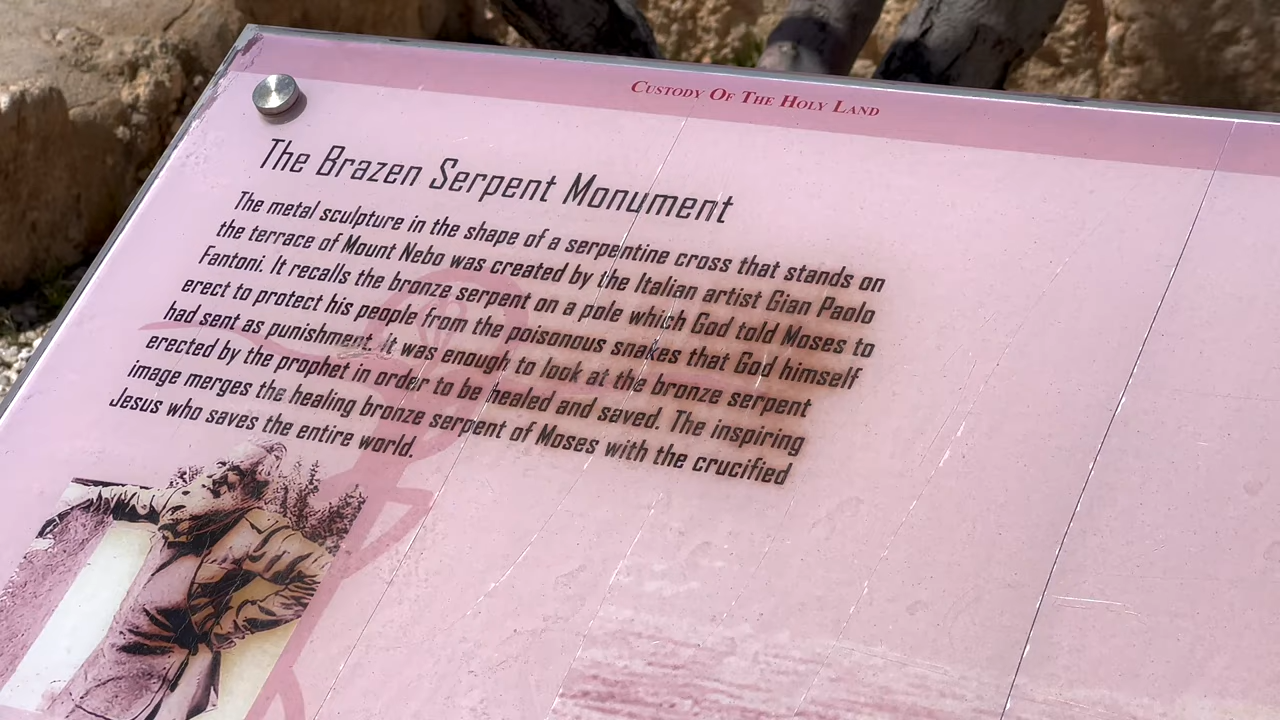 CUSTODY OF THE HOLY LAND
The Brazen Serpent Monument
The metal sculpture in the shape of a serpentine cross that stands on
the terrace of Mount Nebo was created by the Italian artist Gian Paolo
Fantoni. It recalls the bronze serpent on a pole which God told Moses to
erect to protect his people from the poisonous snakes that God himself
had sent as punishment. It was enough to look at the bronze serpent
erected by the prophet in order to be healed and saved. The inspiring
image merges the healing bronze serpent of Moses with the crucified
Jesus who saves the entire world.